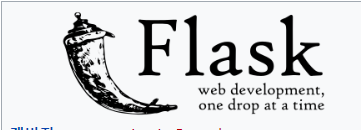 Flask
web development,
one drop at a time